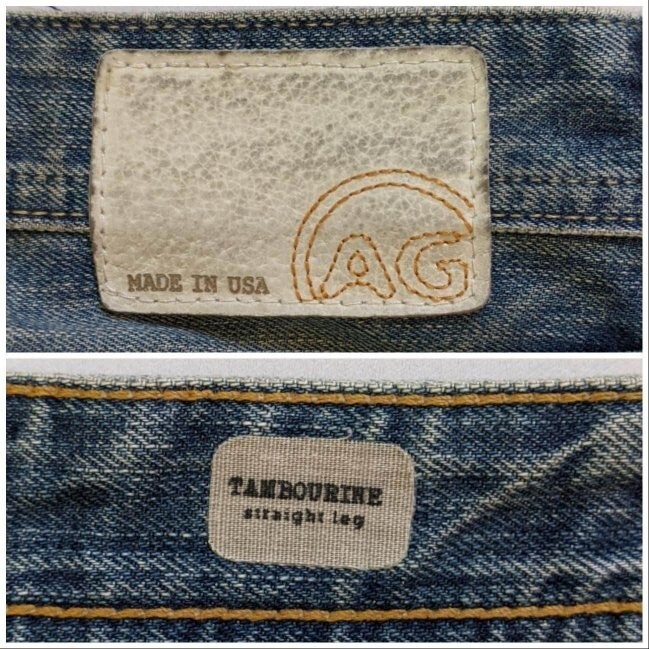 AG
MADE IN USA
TAMBOURINE
straight leg